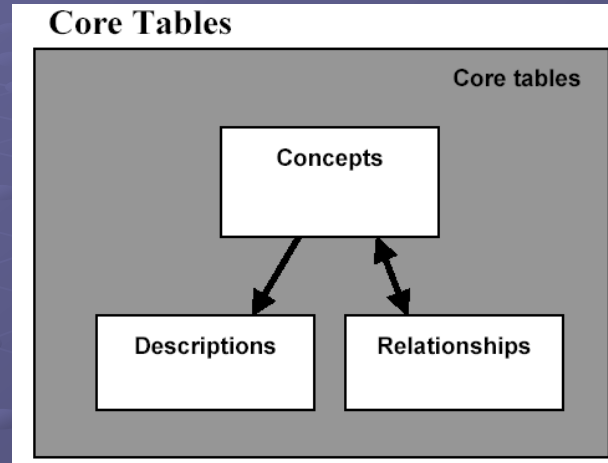 Core Tables
Core tables
Concepts
Descriptions
Relationships